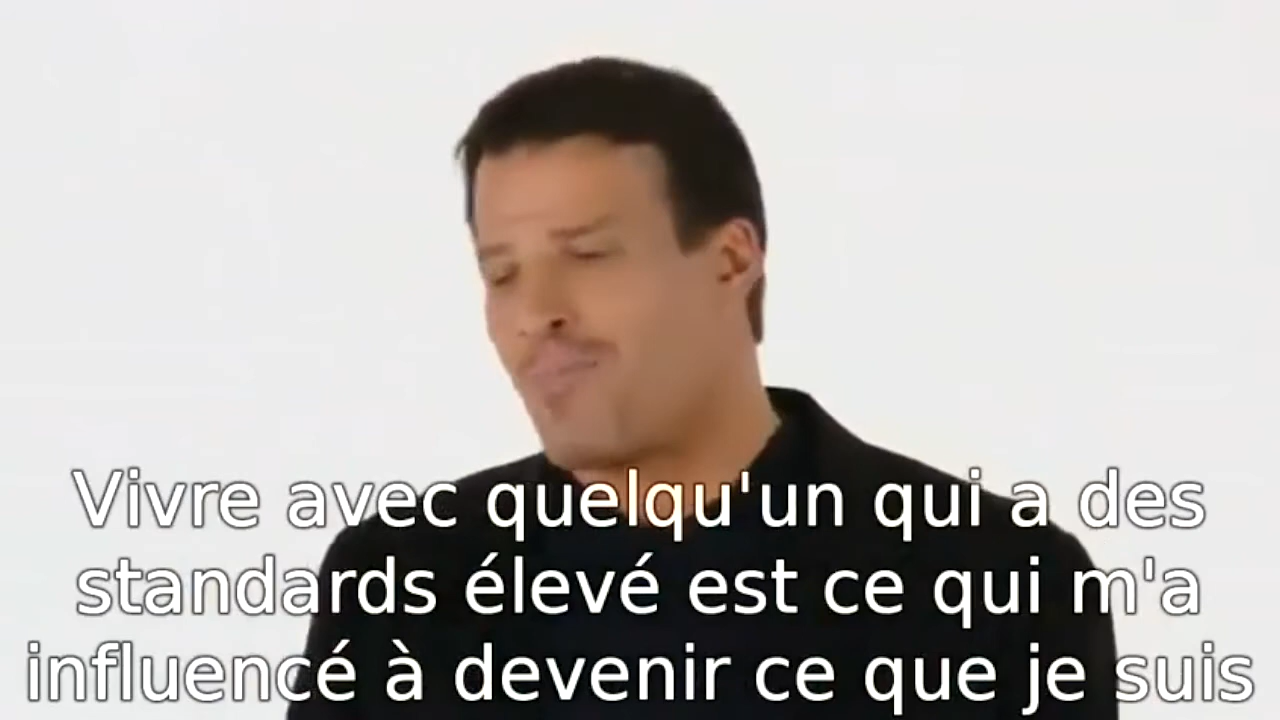 Vivre avec quelqu'un qui a des
standards élevé est ce qui m'a
influencé à devenir ce que je suis